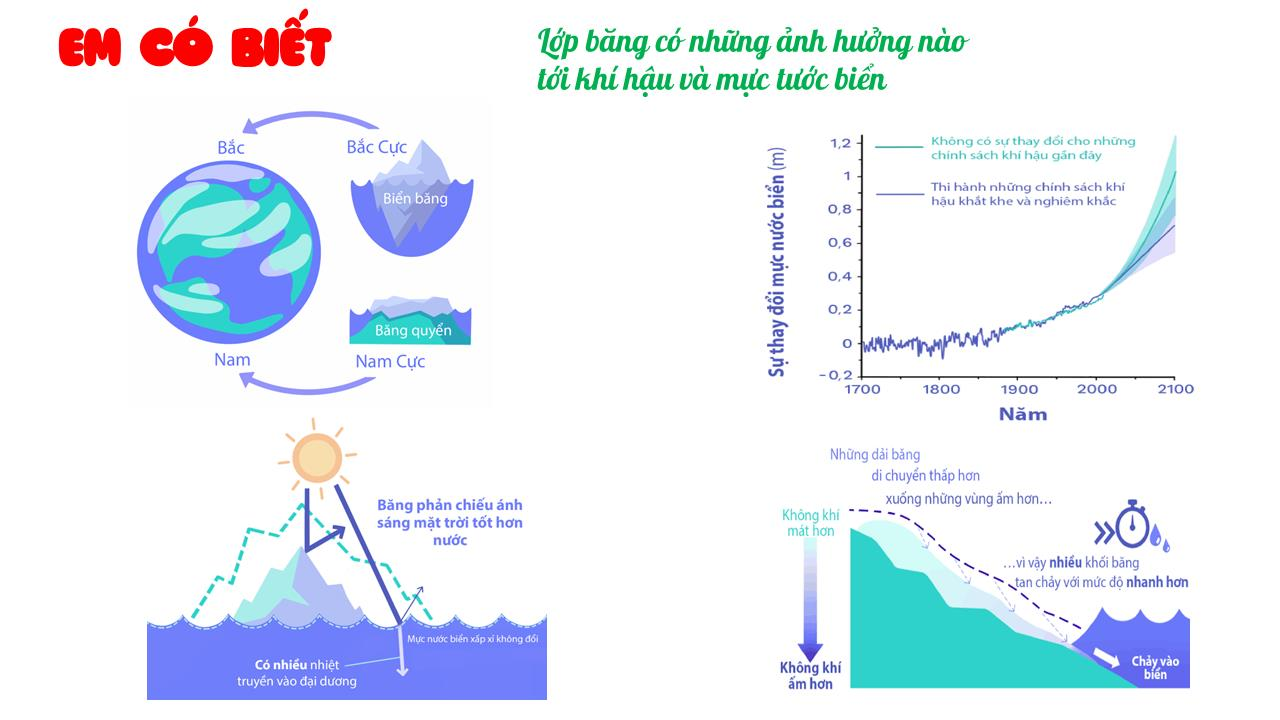 EM CÓ BIẾT
Lớp băng có những ảnh hưởng nào
tới khí hậu và mực tước biển
Bắc
Bắc Cực
Biển băng
Băng quyển
Nam
Nam Cực
Sự thay đổi mực nước biển (m)
1,2
1
0,8
0,6
0,4
0,2
0
-0,2
1700
1800
1900
2000
2100
Năm
Không có sự thay đổi cho những
chính sách khí hậu gần đây
Thi hành những chính sách khí
hậu khắt khe và nghiêm khắc
Băng phản chiếu ánh
sáng mặt trời tốt hơn
nước
Mực nước biển xấp xỉ không đổi
Có nhiều nhiệt
truyền vào đại dương
Những dải băng
di chuyển thấp hơn
xuống những vùng ấm hơn...
Không khí
mát hơn
...vì vậy nhiều khối băng
tan chảy với mức độ nhanh hơn
Không khí
ấm hơn
Chảy vào
biển